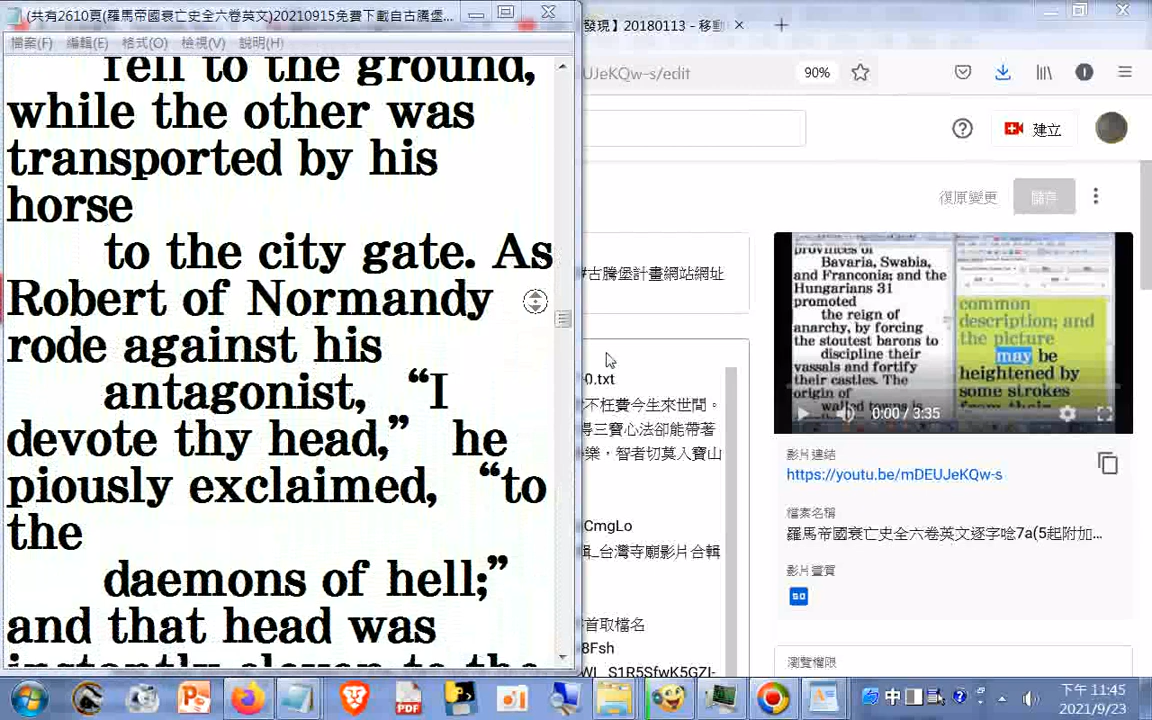 (共有2610頁(羅馬帝國衰亡史全六卷英文)20210915免費下載自古騰堡...
檔案(F) 編輯(E) 格式(O) 檢視(V) 說明(H)
fell to the ground,
while the other was
transported by his
horse
to the city gate. As
Robert of Normandy
rode against his
antagonist, “I
devote thy head,” he
piously exclaimed, “to
the
daemons of hell;”
and that head was
instantly cloven to the
發現】20180113 - 移動
UJeKQw-s/edit
90%
建立
復原變更
儲存
#古騰堡計畫網站網址
0.txt
不枉費今生來世間。
得三寶心法卻能帶著
樂，智者切莫入寶山
CmgLo
輯_台灣寺廟影片合輯
首取檔名
8Fsh
WI_S1R5SfwK5GZI-
provinces of
Bavaria, Swabia,
and Franconia; and the
Hungarians 31
promoted
the reign of
anarchy, by forcing
the stoutest barons to
discipline their
vassals and fortify
their castles. The
origin of
walled towns is
common
description; and
the picture
may be
heightened by
some strokes
0:00 / 3:35
影片連結
https://youtu.be/mDEUJeKQw-s
檔案名稱
羅馬帝國衰亡史全六卷英文逐字唸7a(5起附加...
影片畫質
瀏覽權限
中
下午 11:45
2021/9/23